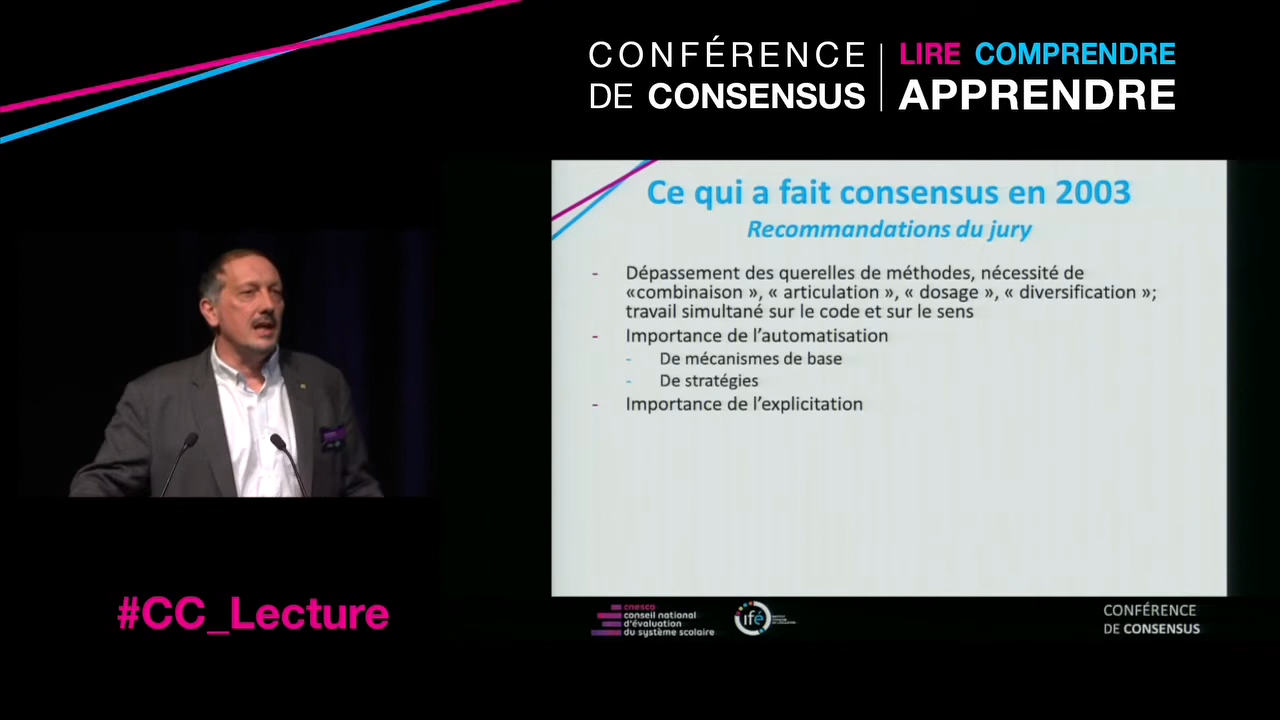 CONFÉRENCE
DE CONSENSUS
LIRE COMPRENDRE
APPRENDRE
Ce qui a fait consensus en 2003
Recommandations du jury
- Dépassement des querelles de méthodes, nécessité de
«combinaison », « articulation », « dosage », « diversification »;
travail simultané sur le code et sur le sens
- Importance de l'automatisation
- De mécanismes de base
- De stratégies
- Importance de l'explicitation
#CC_Lecture
cnesco
conseil national
d'évaluation
du système scolaire
ifé
CONFÉRENCE
DE CONSENSUS